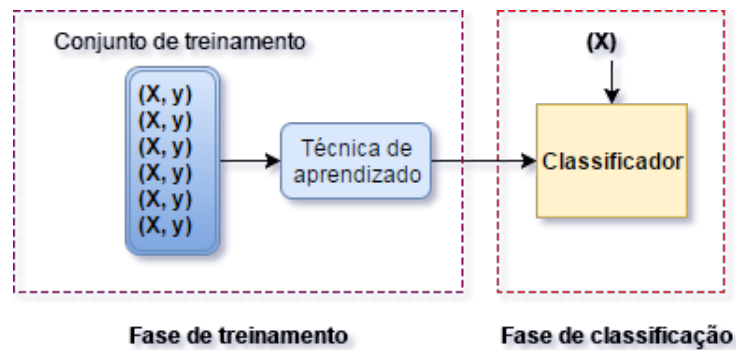 Conjunto de treinamento
(X, y)
(X, y)
(X, y)
(X, y)
(X, y)
(X, y)
Técnica de
aprendizado
(X)
Classificador
Fase de treinamento
Fase de classificação